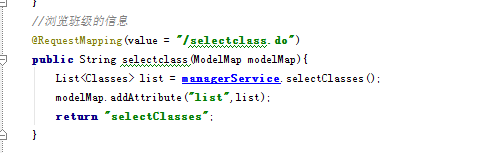 }
//浏览班级的信息
@RequestMapping(value = "/selectclass.do")
public String selectclass(ModelMap modelMap){
List<Classes> list = managerService.selectClasses();
modelMap.addAttribute("list",list);
return "selectClasses";
}